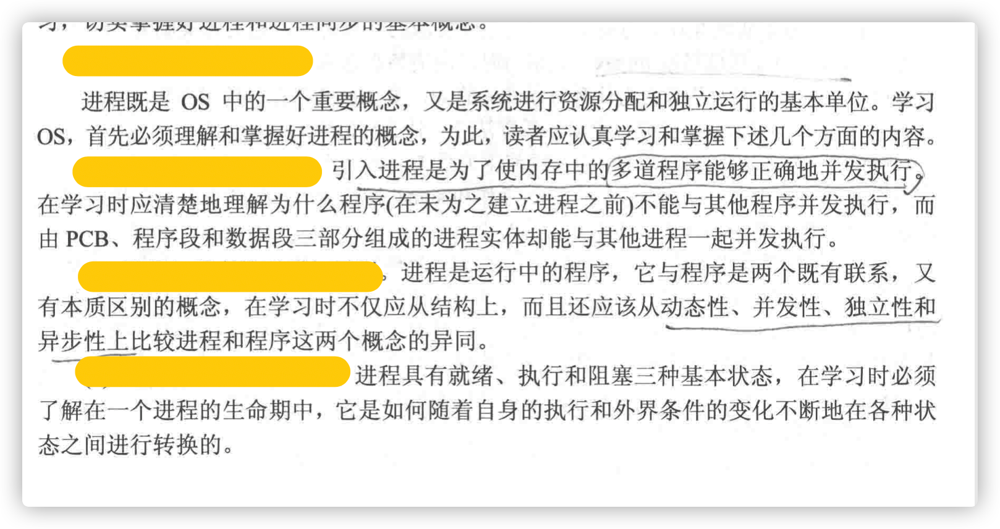 习，切实掌握好进程和进程同步的基本概念。
进程既是 OS 中的一个重要概念，又是系统进行资源分配和独立运行的基本单位。学习
OS，首先必须理解和掌握好进程的概念，为此，读者应认真学习和掌握下述几个方面的内容。
引入进程是为了使内存中的多道程序能够正确地并发执行。
在学习时应清楚地理解为什么程序(在未为之建立进程之前)不能与其他程序并发执行，而
由 PCB、程序段和数据段三部分组成的进程实体却能与其他进程一起并发执行。
。进程是运行中的程序，它与程序是两个既有联系，又
有本质区别的概念，在学习时不仅应从结构上，而且还应该从动态性、并发性、独立性和
异步性上比较进程和程序这两个概念的异同。
进程具有就绪、执行和阻塞三种基本状态，在学习时必须
了解在一个进程的生命期中，它是如何随着自身的执行和外界条件的变化不断地在各种状
态之间进行转换的。